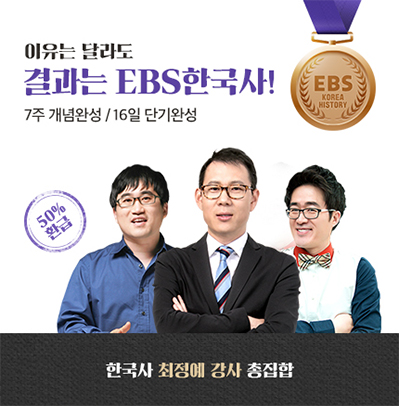 이유는 달라도
결과는 EBS한국사!
7주 개념완성 / 16일 단기완성
EBS
KOREA
HISTORY
50%
환급
한국사 최정예 강사 총집합